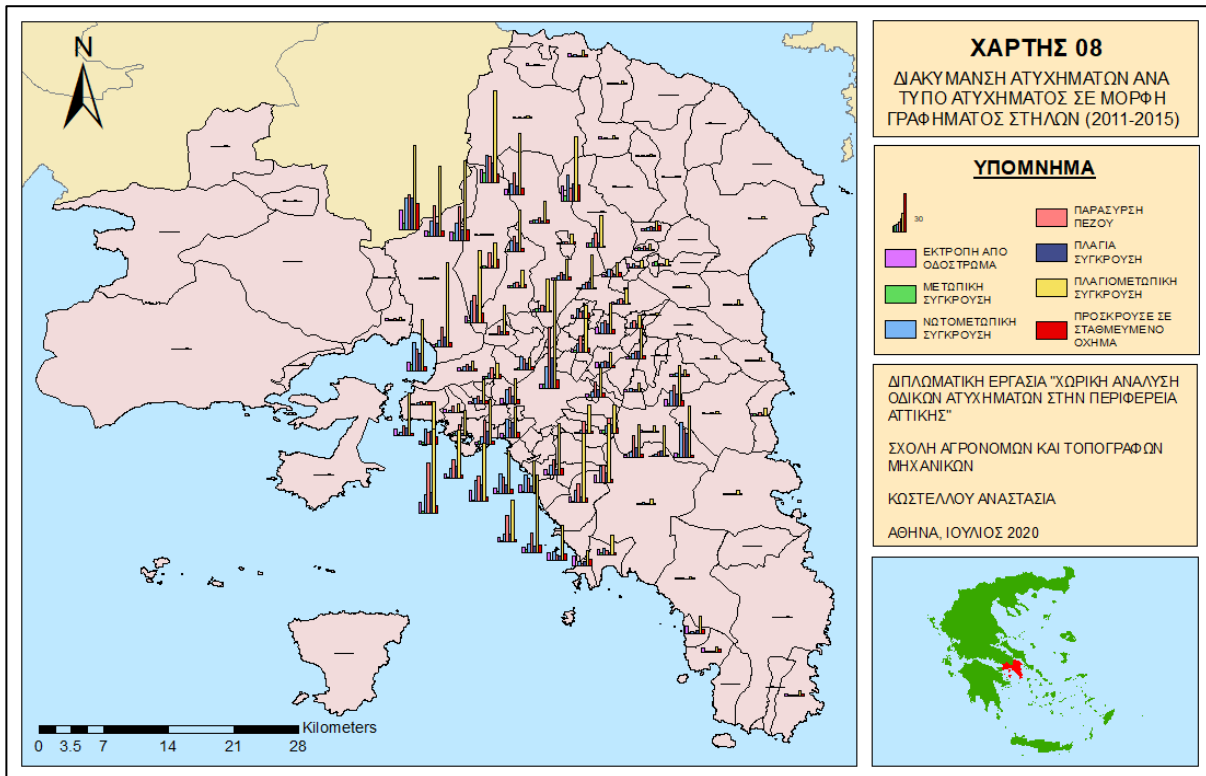 N
ΧΑΡΤΗΣ 08
ΔΙΑΚΥΜΑΝΣΗ ΑΤΥΧΗΜΑΤΩΝ ΑΝΑ
ΤΥΠΟ ΑΤΥΧΗΜΑΤΟΣ ΣΕ ΜΟΡΦΗ
ΓΡΑΦΗΜΑΤΟΣ ΣΤΗΛΩΝ (2011-2015)
ΥΠΟΜΝΗΜΑ
30
ΕΚΤΡΟΠΗ ΑΠΟ
ΟΔΟΣΤΡΩΜΑ
ΜΕΤΩΠΙΚΗ
ΣΥΓΚΡΟΥΣΗ
ΝΩΤΟΜΕΤΩΠΙΚΗ
ΣΥΓΚΡΟΥΣΗ
ΠΑΡΑΣΥΡΣΗ
ΠΕΖΟΥ
ΠΛΑΓΙΑ
ΣΥΓΚΡΟΥΣΗ
ΠΛΑΓΙΟΜΕΤΩΠΙΚΗ
ΣΥΓΚΡΟΥΣΗ
ΠΡΟΣΚΡΟΥΣΕ ΣΕ
ΣΤΑΘΜΕΥΜΕΝΟ
ΟΧΗΜΑ
ΔΙΠΛΩΜΑΤΙΚΗ ΕΡΓΑΣΙΑ "ΧΩΡΙΚΗ ΑΝΑΛΥΣΗ
ΟΔΙΚΩΝ ΑΤΥΧΗΜΑΤΩΝ ΣΤΗΝ ΠΕΡΙΦΕΡΕΙΑ
ΑΤΤΙΚΗΣ"
ΣΧΟΛΗ ΑΓΡΟΝΟΜΩΝ ΚΑΙ ΤΟΠΟΓΡΑΦΩΝ
ΜΗΧΑΝΙΚΩΝ
ΚΩΣΤΕΛΛΟΥ ΑΝΑΣΤΑΣΙΑ
ΑΘΗΝΑ, ΙΟΥΛΙΟΣ 2020
Kilometers
0 3.5 7 14 21 28